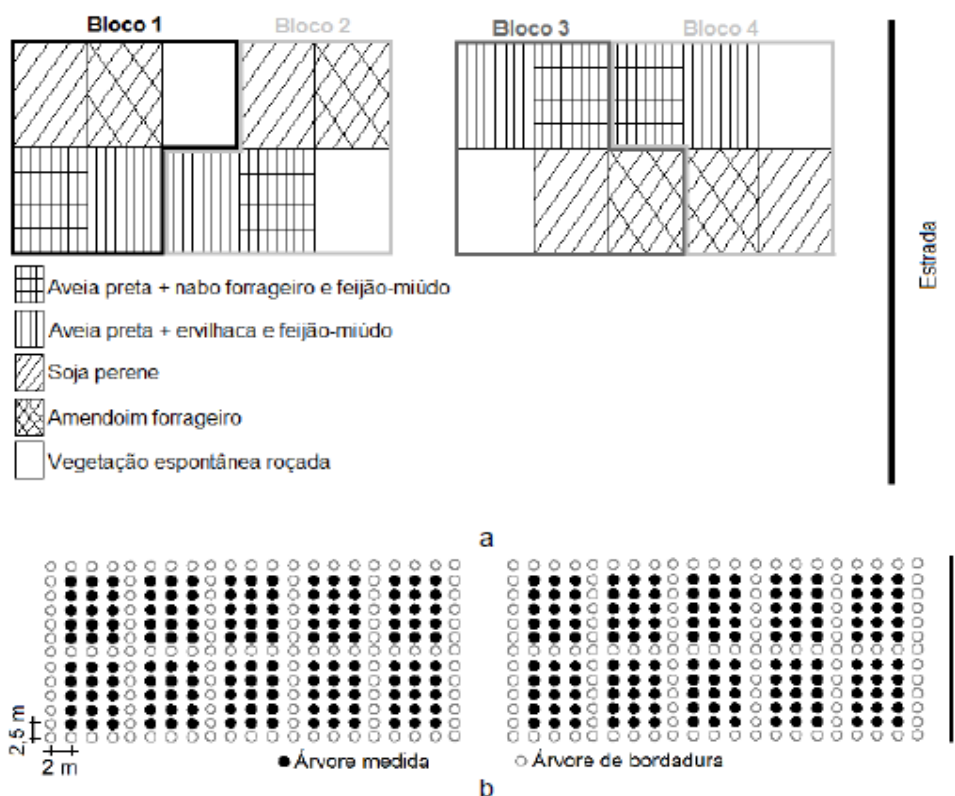 Bloco 1
Bloco 2
Bloco 3
Bloco 4
Estrada
Aveia preta + nabo forrageiro e feijão-miúdo
Aveia preta + ervilhaca e feijão-miúdo
Soja perene
Amendoim forrageiro
Vegetação espontânea roçada
a
2,5 m
2 m
Árvore medida
Árvore de bordadura
b